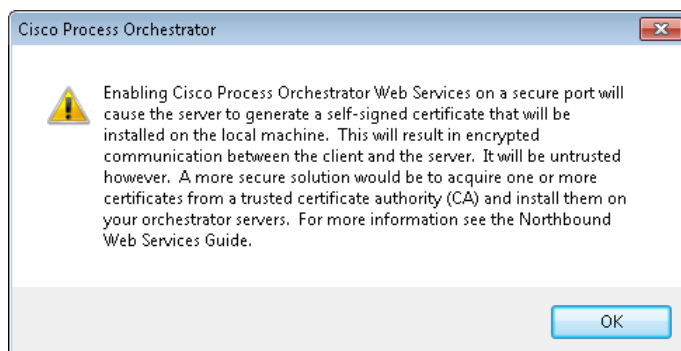 Cisco Process Orchestrator
Enabling Cisco Process Orchestrator Web Services on a secure port will
cause the server to generate a self-signed certificate that will be
installed on the local machine. This will result in encrypted
communication between the client and the server. It will be untrusted
however. A more secure solution would be to acquire one or more
certificates from a trusted certificate authority (CA) and install them on
your orchestrator servers. For more information see the Northbound
Web Services Guide.
OK